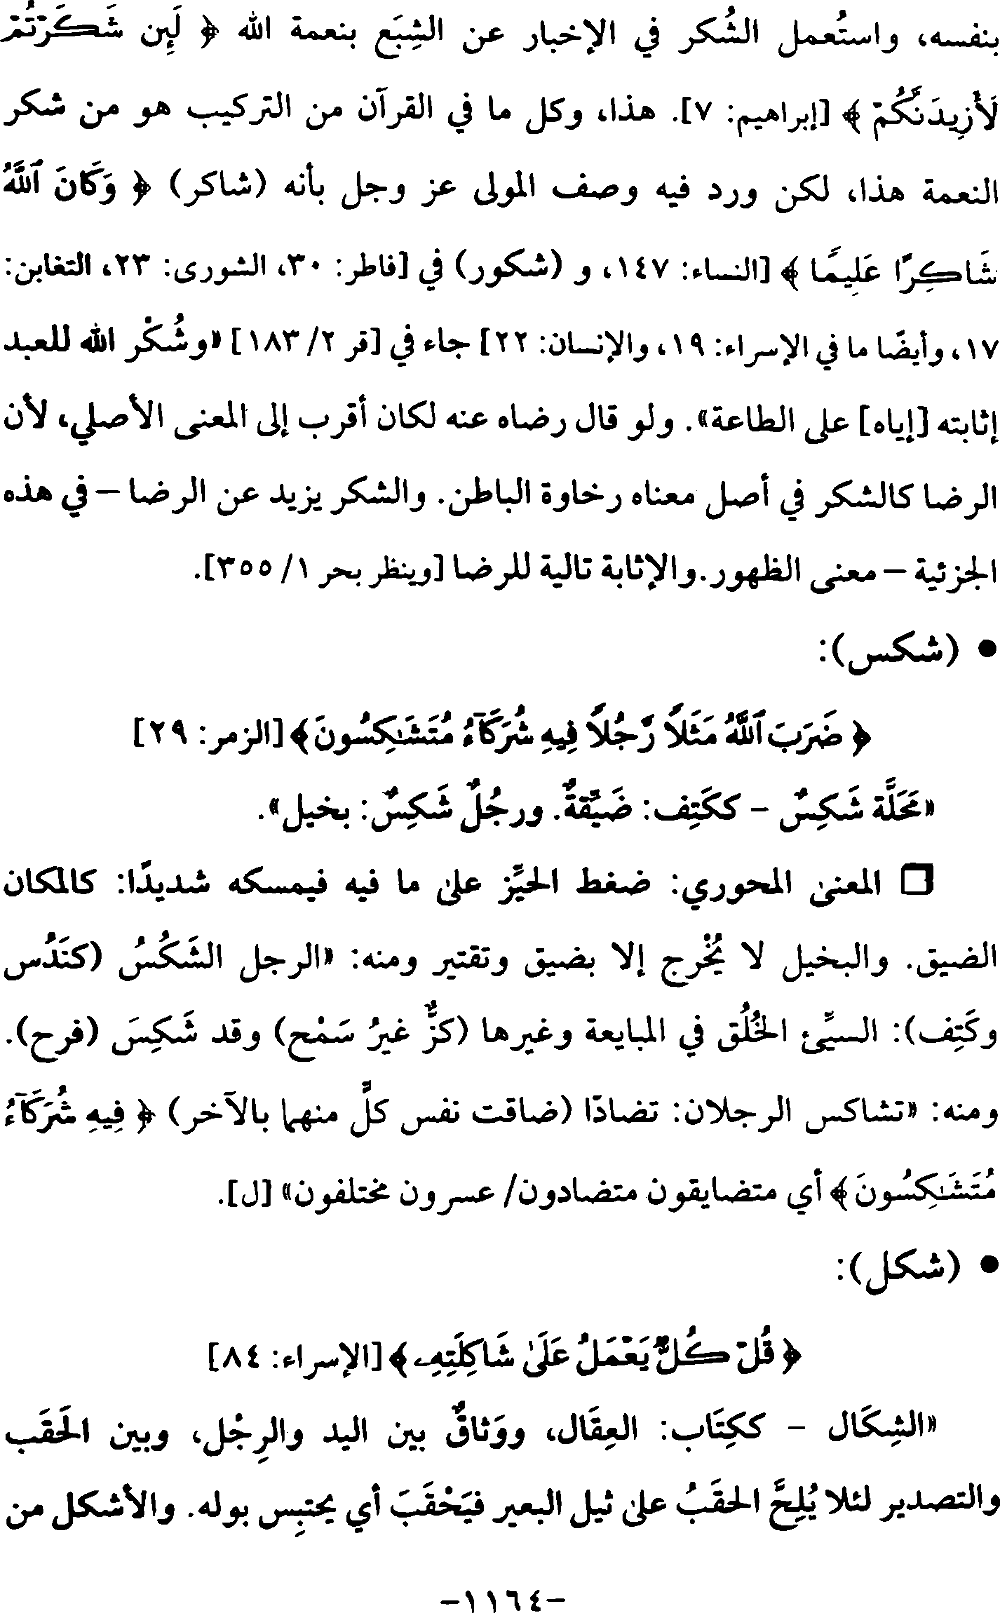 بنفسه، واستُعمل الشُكر في الإخبار عن الشِبَع بنعمة الله ﴿ لَئِن شَكَرْتُمْ
لَأَزِيدَنَّكُمْ ﴾ [إبراهيم: ٧]. هذا، وكل ما في القرآن من التركيب هو من شكر
النعمة هذا، لكن ورد فيه وصف المولى عز وجل بأنه (شاكر) ﴿ وَكَانَ ٱللَّهُ
شَاكِرًا عَلِيمًا ﴾ [النساء: ١٤٧، و (شكور) في [فاطر: ٣٠، الشورى: ٢٣، التغابن:
١٧، وأيضًا ما في الإسراء: ١٩، والإنسان: ٢٢] جاء في [قر ٢/ ١٨٣] «وشُكْر الله للعبد
إثابته [إياه] على الطاعة». ولو قال رضاه عنه لكان أقرب إلى المعنى الأصلي، لأن
الرضا كالشكر في أصل معناه رخاوة الباطن. والشكر يزيد عن الرضا – في هذه
الجزئية – معنى الظهور.والإثابة تالية للرضا [وينظر بحر ١/ ٣٥٥].
• (شكس):
﴿ ضَرَبَ ٱللَّهُ مَثَلًا رَّجُلًا فِيهِ شُرَكَآءُ مُتَشَٰكِسُونَ﴾ [الزمر: ٢٩]
«مَحَلَّة شَكِسٌ – ككَتِف: ضَيِّقةٌ. ورجُلٌ شَكِسٌ: بخيل».
❒ المعنى المحوري: ضغط الحيِّز على ما فيه فيمسكه شديدًا: كالمكان
الضيق. والبخيل لا يُخْرج إلا بضيق وتقتير ومنه: «الرجل الشَكُسُ (كنَدُس
وكَتِف): السيِّئ الخُلُق في المبايعة وغيرها (كزٌّ غيرُ سَمْح) وقد شَكِسَ (فرح).
ومنه: «تشاكس الرجلان: تضادّا (ضاقت نفس كلِّ منهما بالآخر) ﴿ فِيهِ شُرَكَآءُ
مُتَشَٰكِسُونَ ﴾ أي متضايقون متضادون/ عسرون مختلفون» [ل].
• (شكل):
﴿ قُلْ كُلٌّ يَعْمَلُ عَلَىٰ شَاكِلَتِهِۦ ﴾ [الإسراء: ٨٤]
«الشِكَال – ككِتَاب: العِقَال، ووَثاقٌ بين اليد والرِجْل، وبين الحَقَب
والتصدير لئلا يُلِحَّ الحقَبُ على ثيل البعير فيَحْقَبَ أي يحتبِس بوله. والأشكل من
–١١٦٤–